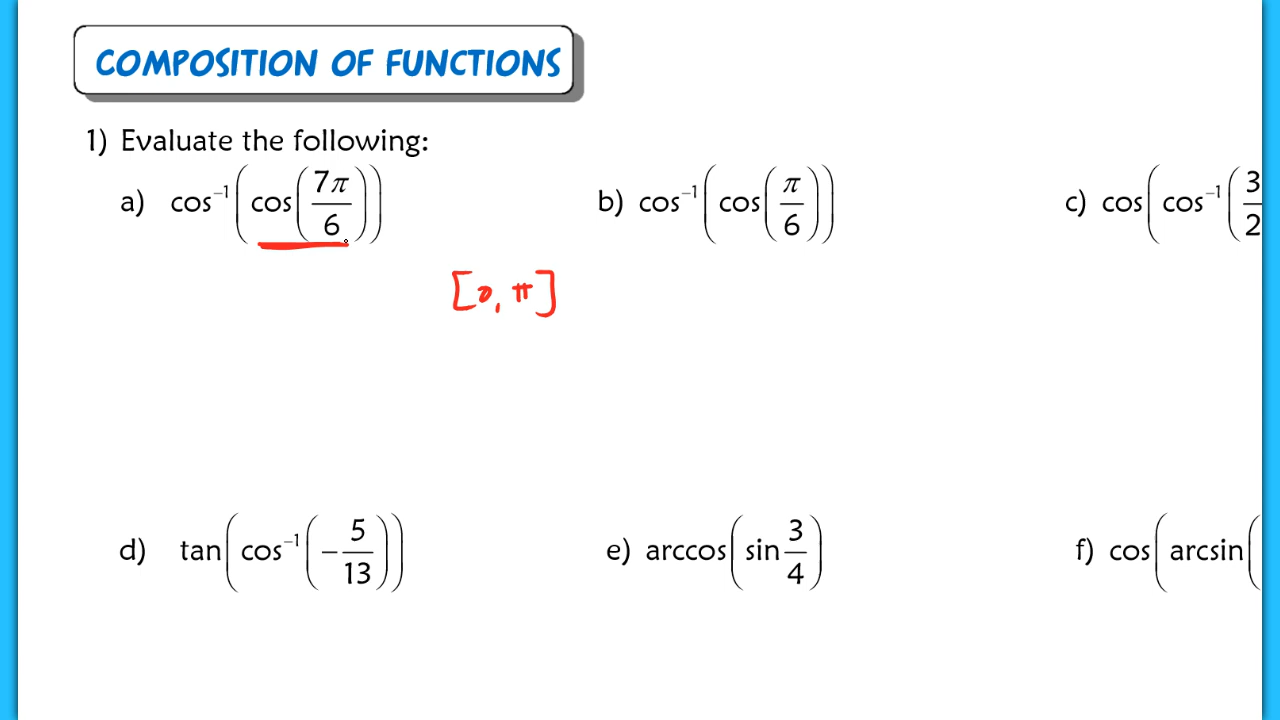 COMPOSITION OF FUNCTIONS
1) Evaluate the following:
a) cos⁻¹(cos(7π/6)) b) cos⁻¹(cos(π/6)) c) cos(cos⁻¹(3/2
[0, π]
d) tan(cos⁻¹(−5/13)) e) arccos(sin 3/4) f) cos(arcsin(